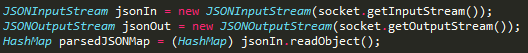 JSONInputStream jsonIn = new JSONInputStream(socket.getInputStream());
JSONOutputStream jsonOut = new JSONOutputStream(socket.getOutputStream());
HashMap parsedJSONMap = (HashMap) jsonIn.readObject();